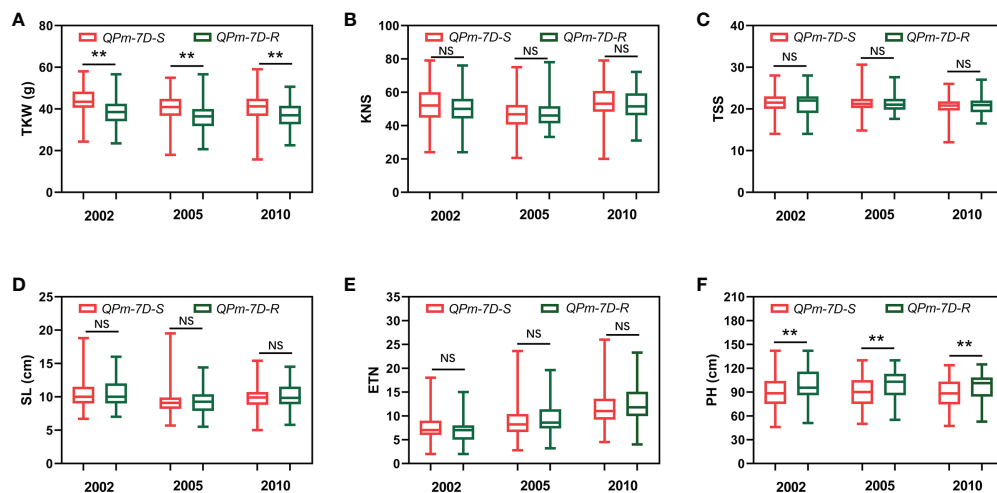 A
QPm-7D-S QPm-7D-R
** ** **
TKW (g)
80
60
40
20
0
2002 2005 2010
B
QPm-7D-S QPm-7D-R
NS NS NS
KNS
100
80
60
40
20
0
2002 2005 2010
C
QPm-7D-S QPm-7D-R
NS NS NS
TSS
40
30
20
10
0
2002 2005 2010
D
QPm-7D-S QPm-7D-R
NS NS NS
SL (cm)
25
20
15
10
5
0
2002 2005 2010
E
QPm-7D-S QPm-7D-R
NS NS NS
ETN
35
30
25
20
15
10
5
0
2002 2005 2010
F
QPm-7D-S QPm-7D-R
** ** **
PH (cm)
210
180
150
120
90
60
30
0
2002 2005 2010